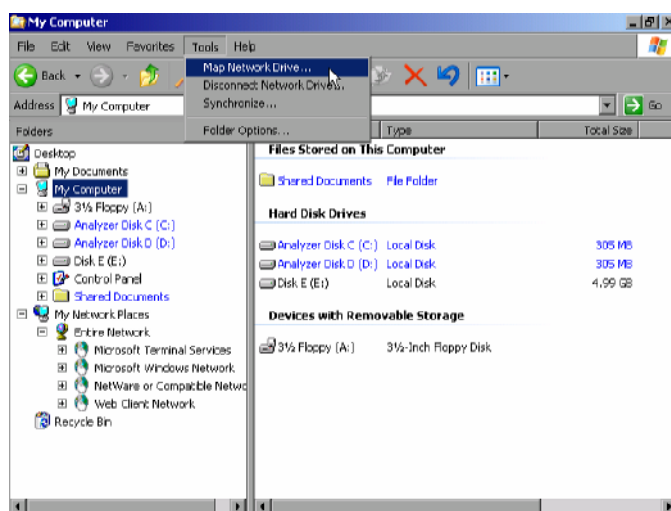 My Computer
File Edit View Favorites Tools Help
Back
Map Network Drive...
Disconnect Network Drive...
Synchronize...
Folder Options...
Address My Computer Go
Folders
Type Total Size
Desktop
My Documents
My Computer
3½ Floppy (A:)
Analyzer Disk C (C:)
Analyzer Disk D (D:)
Disk E (E:)
Control Panel
Shared Documents
My Network Places
Entire Network
Microsoft Terminal Services
Microsoft Windows Network
NetWare or Compatible Netwo
Web Client Network
Recycle Bin
Files Stored on This Computer
Shared Documents File Folder
Hard Disk Drives
Analyzer Disk C (C:) Local Disk 305 MB
Analyzer Disk D (D:) Local Disk 305 MB
Disk E (E:) Local Disk 4.99 GB
Devices with Removable Storage
3½ Floppy (A:) 3½-Inch Floppy Disk